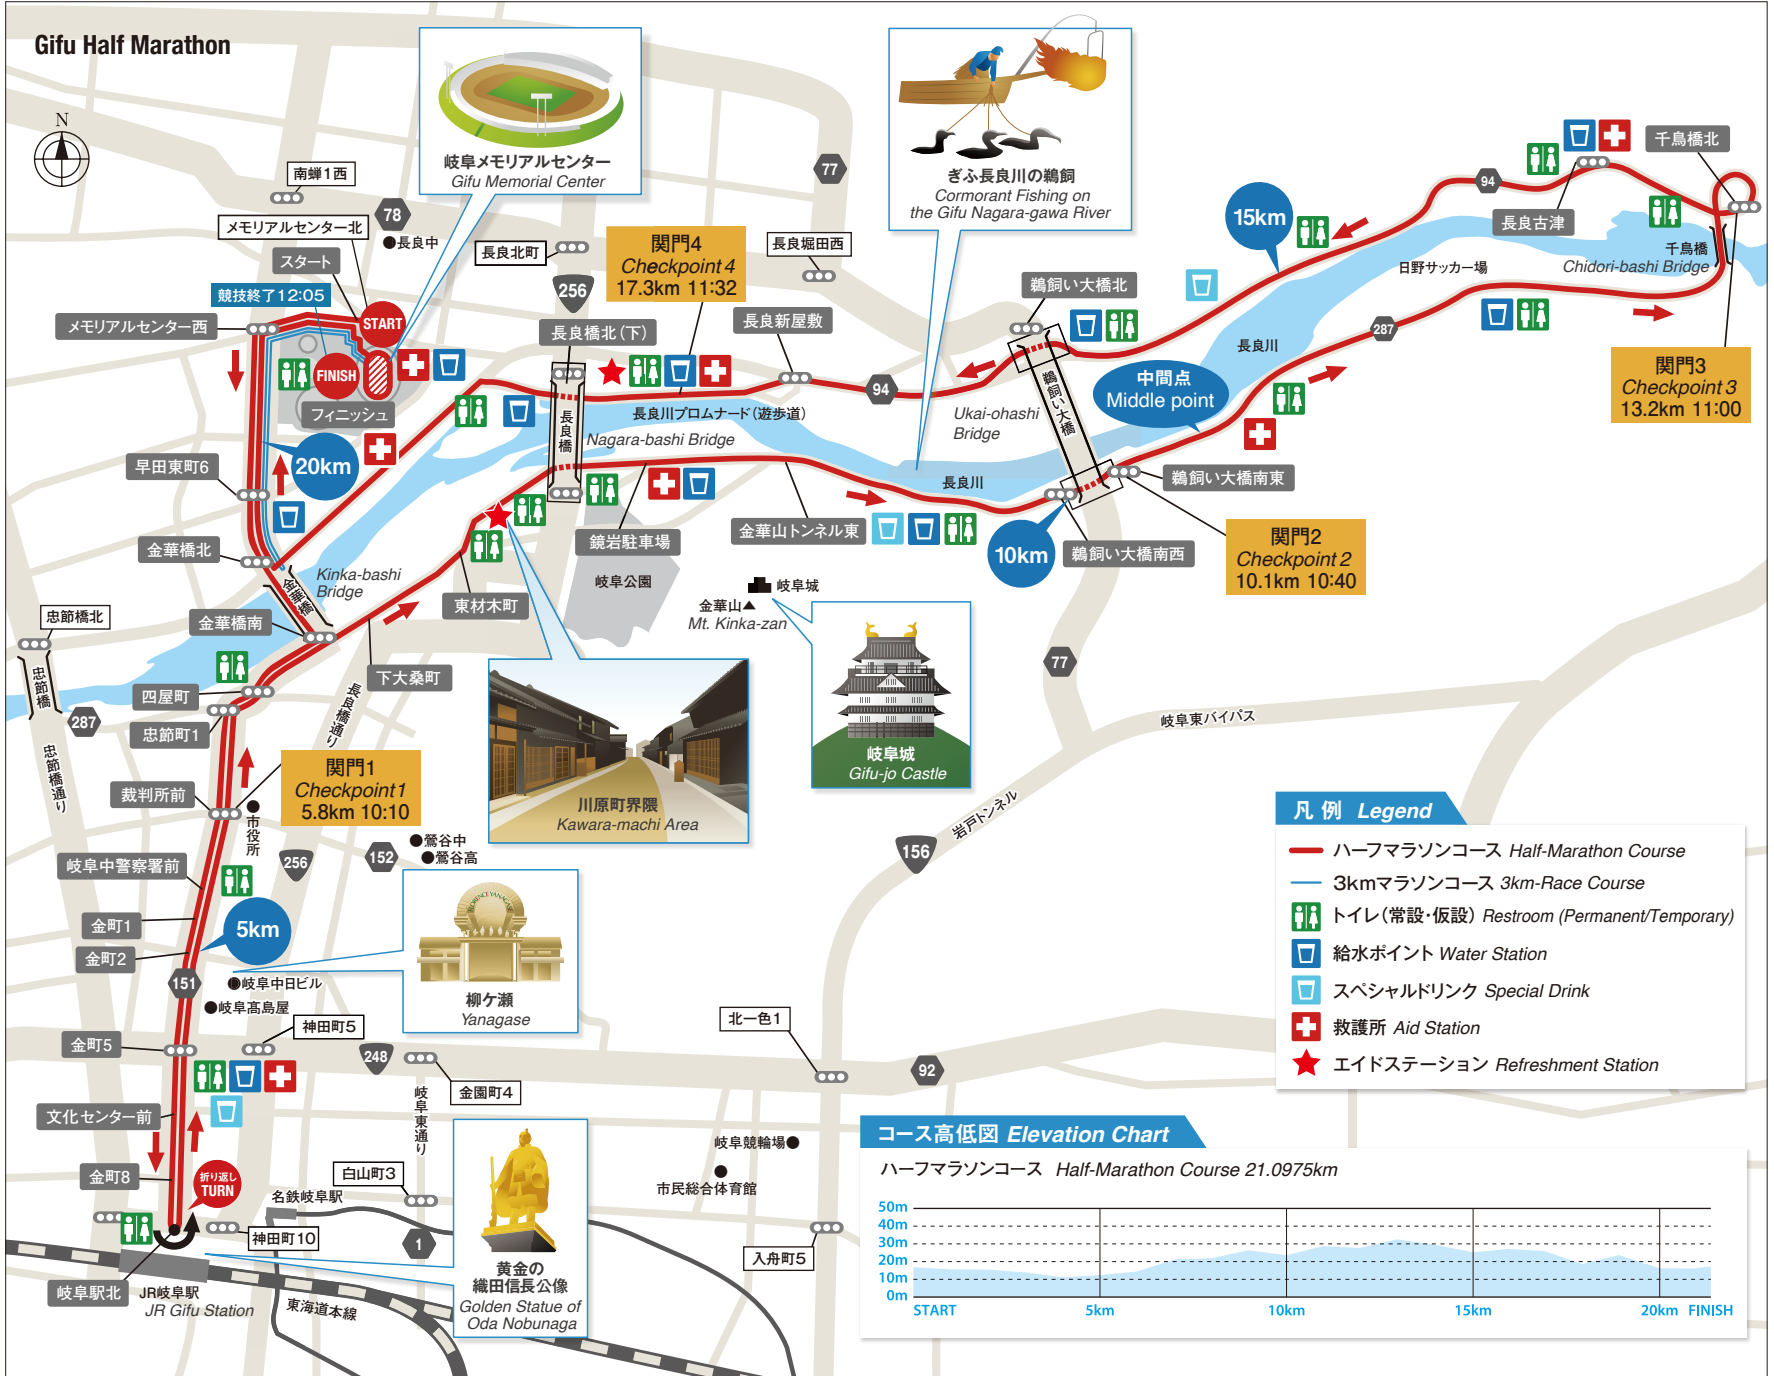 Gifu Half Marathon
N
岐阜メモリアルセンター
Gifu Memorial Center
ぎふ長良川の鵜飼
Cormorant Fishing on
the Gifu Nagara-gawa River
南蝉1西
78
長良中
メモリアルセンター北
スタート
競技終了12:05
START
メモリアルセンター西
FINISH
フィニッシュ
長良北町
256
関門4
Checkpoint 4
17.3km 11:32
77
長良堀田西
長良橋北(下)
長良新屋敷
94
長良川プロムナード(遊歩道)
長良橋
Nagara-bashi Bridge
鵜飼い大橋北
鵜飼い大橋
Ukai-ohashi
Bridge
15km
94
長良古津
千鳥橋北
千鳥橋
Chidori-bashi Bridge
日野サッカー場
長良川
287
関門3
Checkpoint 3
13.2km 11:00
中間点
Middle point
長良川
鵜飼い大橋南東
関門2
Checkpoint 2
10.1km 10:40
鵜飼い大橋南西
10km
金華山トンネル東
鏡岩駐車場
岐阜公園
20km
早田東町6
金華橋北
金華橋
Kinka-bashi
Bridge
金華橋南
東材木町
下大桑町
忠節橋北
忠節橋
287
忠節橋通り
四屋町
忠節町1
長良橋通り
岐阜城
金華山▲
Mt. Kinka-zan
岐阜城
Gifu-jo Castle
川原町界隈
Kawara-machi Area
77
岐阜東バイパス
岩戸トンネル
156
関門1
Checkpoint1
5.8km 10:10
裁判所前
市役所
岐阜中警察署前
256
152
鶯谷中
鶯谷高
金町1
金町2
5km
151
岐阜中日ビル
岐阜髙島屋
FLORENCE YANAGASE
柳ケ瀬
Yanagase
金町5
神田町5
248
金園町4
北一色1
92
文化センター前
岐阜東通り
金町8
折り返し
TURN
白山町3
名鉄岐阜駅
神田町10
1
岐阜競輪場
市民総合体育館
入舟町5
岐阜駅北
JR岐阜駅
JR Gifu Station
東海道本線
黄金の
織田信長公像
Golden Statue of
Oda Nobunaga
凡 例 Legend
ハーフマラソンコース Half-Marathon Course
3kmマラソンコース 3km-Race Course
トイレ(常設・仮設) Restroom (Permanent/Temporary)
給水ポイント Water Station
スペシャルドリンク Special Drink
救護所 Aid Station
エイドステーション Refreshment Station
コース高低図 Elevation Chart
ハーフマラソンコース Half-Marathon Course 21.0975km
50m
40m
30m
20m
10m
0m
START 5km 10km 15km 20km FINISH